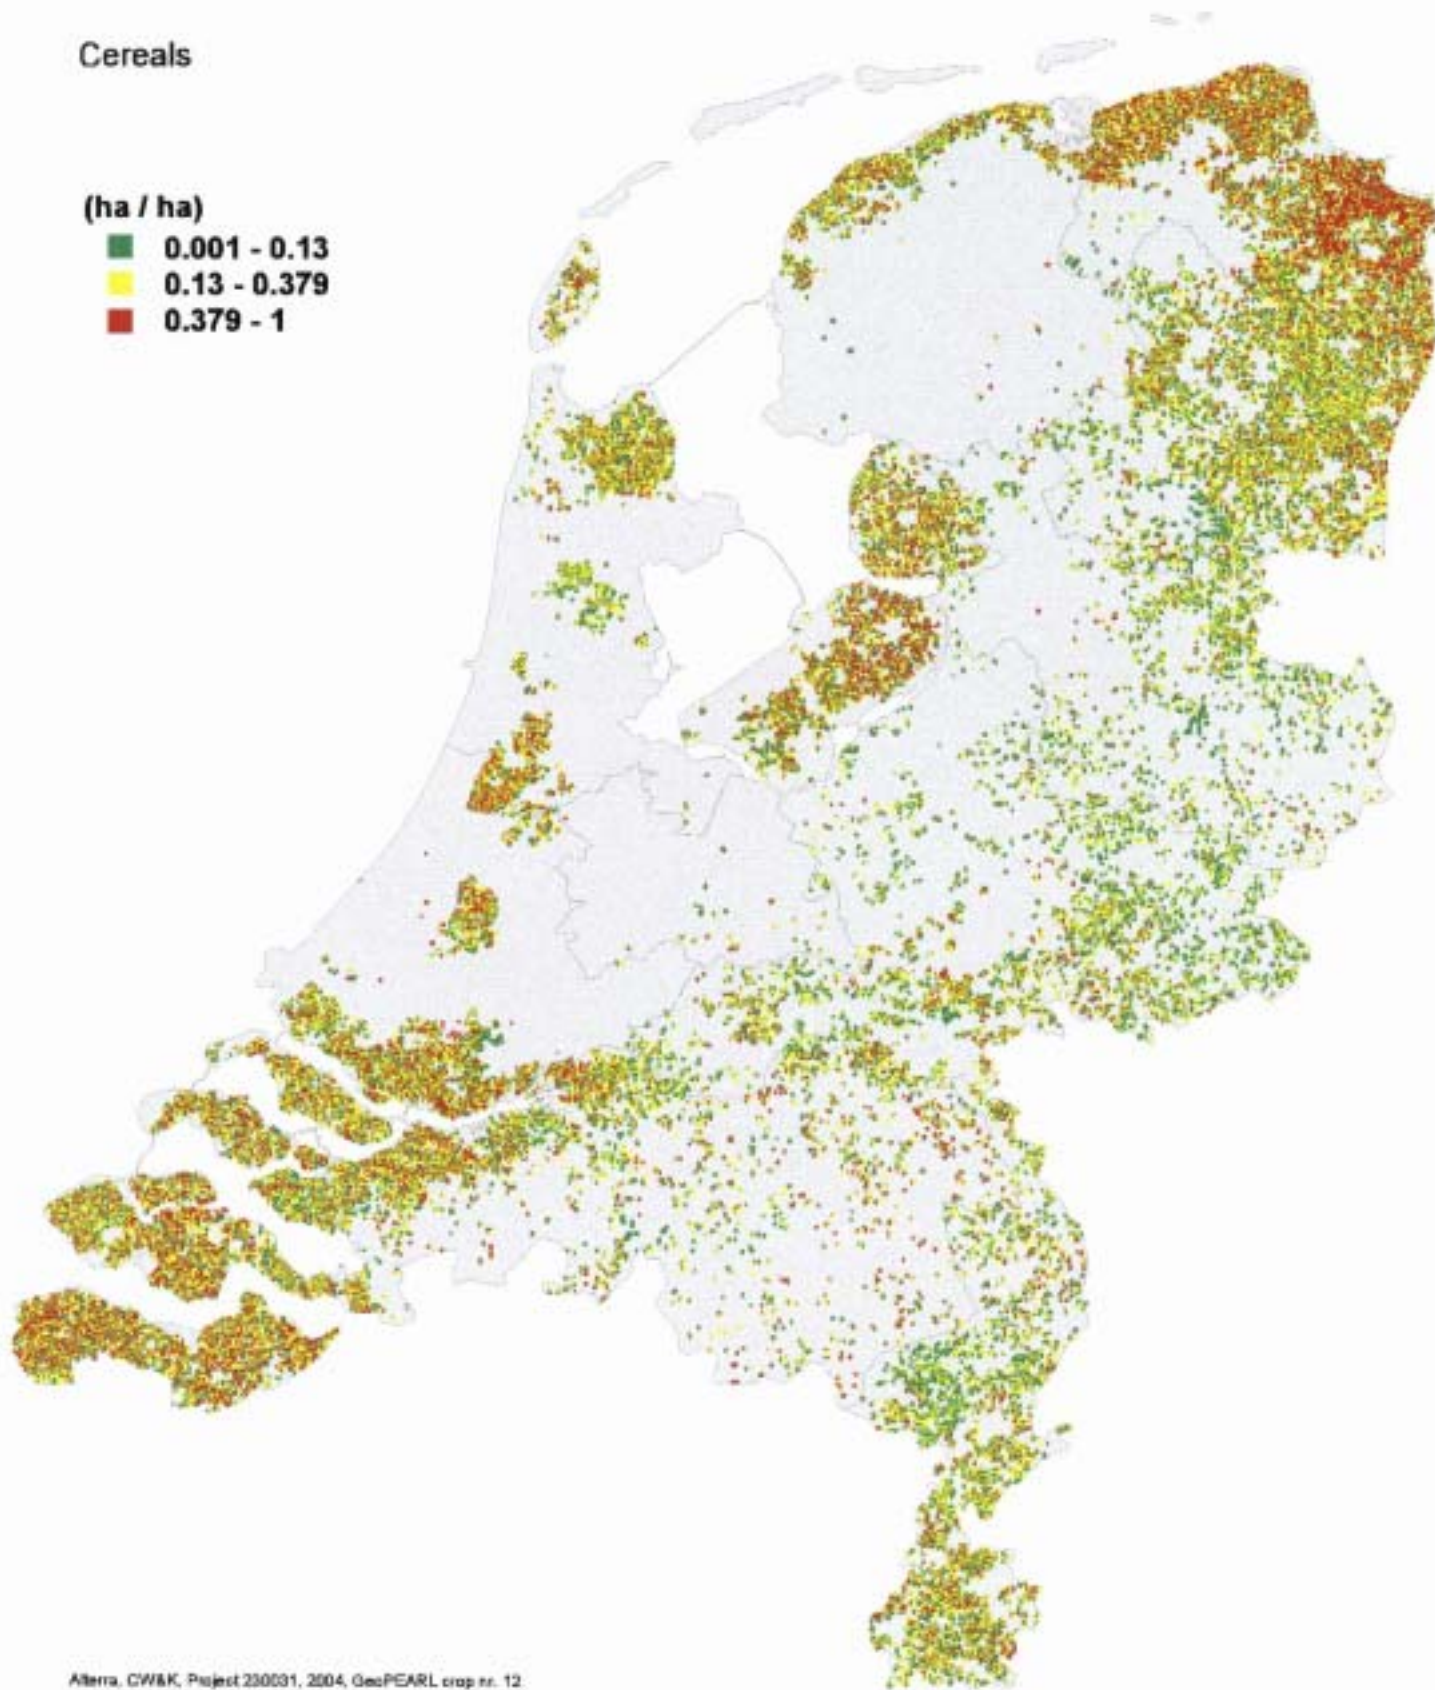 Cereals
(ha / ha)
0.001 - 0.13
0.13 - 0.379
0.379 - 1
Alterra, CW&K, Project 230031, 2004, GeoPEARL crop nr. 12